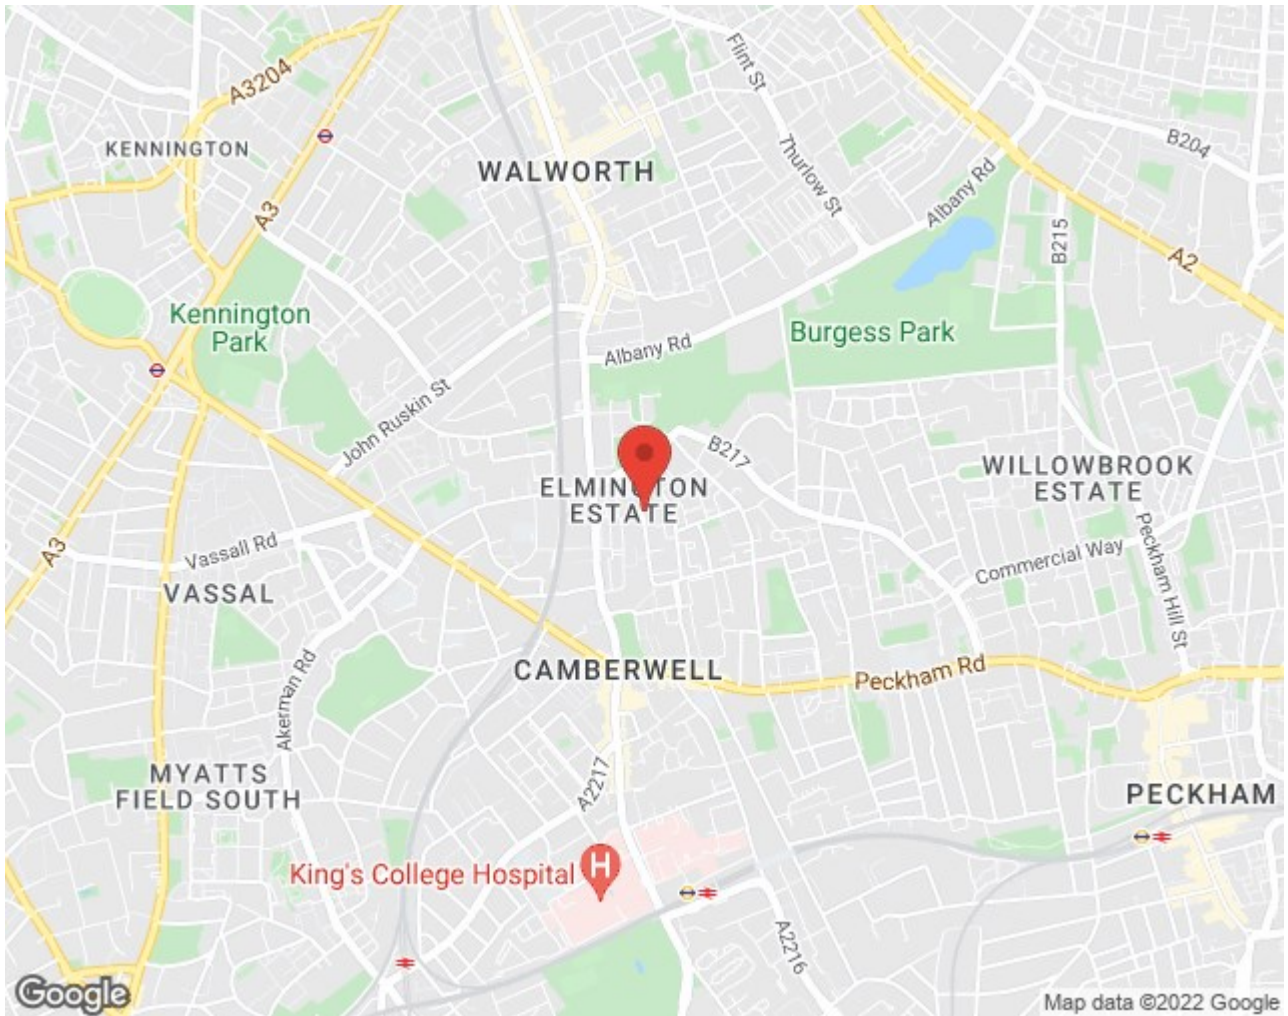 Flint St
A3204
KENNINGTON
B204
WALWORTH
Thurlow St
Albany Rd
A3
B215
A2
Kennington
Park
Burgess Park
Albany Rd
John Ruskin St
B217
WILLOWBROOK
ESTATE
ELMINGTON
ESTATE
A3
Vassall Rd
Commercial Way
Peckham Hill St
VASSAL
CAMBERWELL
Peckham Rd
Akerman Rd
MYATTS
FIELD SOUTH
A2217
PECKHAM
King's College Hospital
H
A2216
Google
Map data ©2022 Google